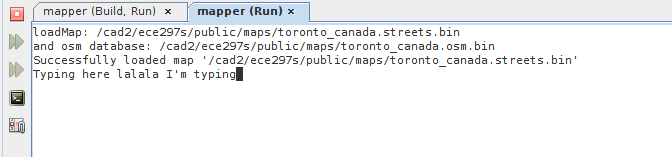 mapper (Build, Run) × mapper (Run) ×
loadMap: /cad2/ece297s/public/maps/toronto_canada.streets.bin
and osm database: /cad2/ece297s/public/maps/toronto_canada.osm.bin
Successfully loaded map '/cad2/ece297s/public/maps/toronto_canada.streets.bin'
Typing here lalala I'm typing